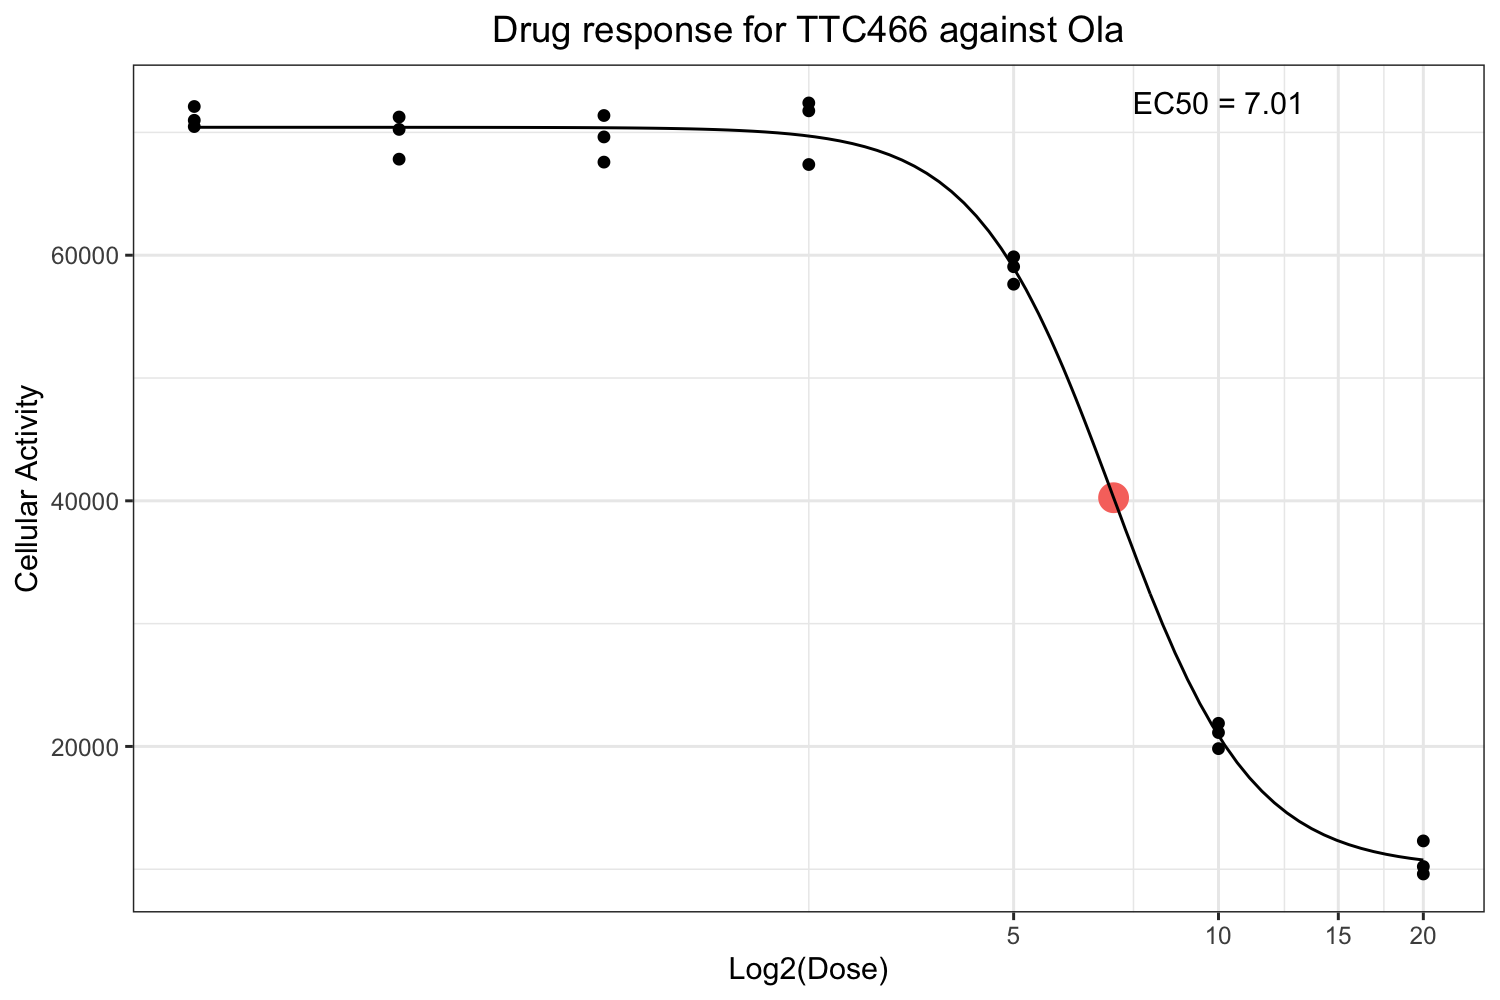 Drug response for TTC466 against Ola
EC50 = 7.01
60000
40000
20000
Cellular Activity
5 10 15 20
Log2(Dose)